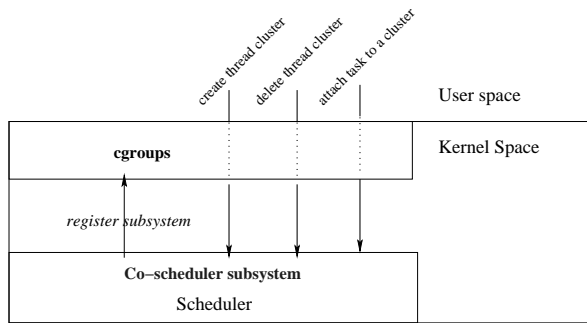 create thread cluster
delete thread cluster
attach task to a cluster
User space
cgroups
Kernel Space
register subsystem
Co−scheduler subsystem
Scheduler